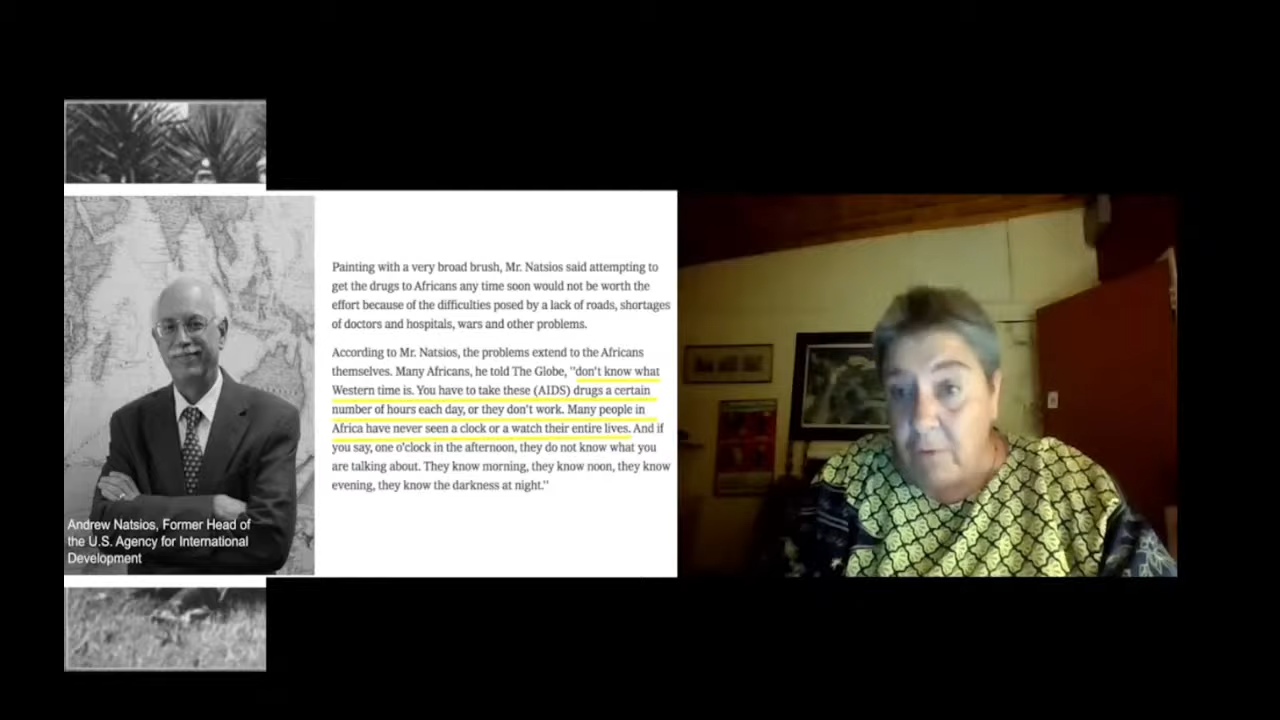 Painting with a very broad brush, Mr. Natsios said attempting to
get the drugs to Africans any time soon would not be worth the
effort because of the difficulties posed by a lack of roads, shortages
of doctors and hospitals, wars and other problems.
According to Mr. Natsios, the problems extend to the Africans
themselves. Many Africans, he told The Globe, "don't know what
Western time is. You have to take these (AIDS) drugs a certain
number of hours each day, or they don't work. Many people in
Africa have never seen a clock or a watch their entire lives. And if
you say, one o'clock in the afternoon, they do not know what you
are talking about. They know morning, they know noon, they know
evening, they know the darkness at night."
Andrew Natsios, Former Head of
the U.S. Agency for International
Development